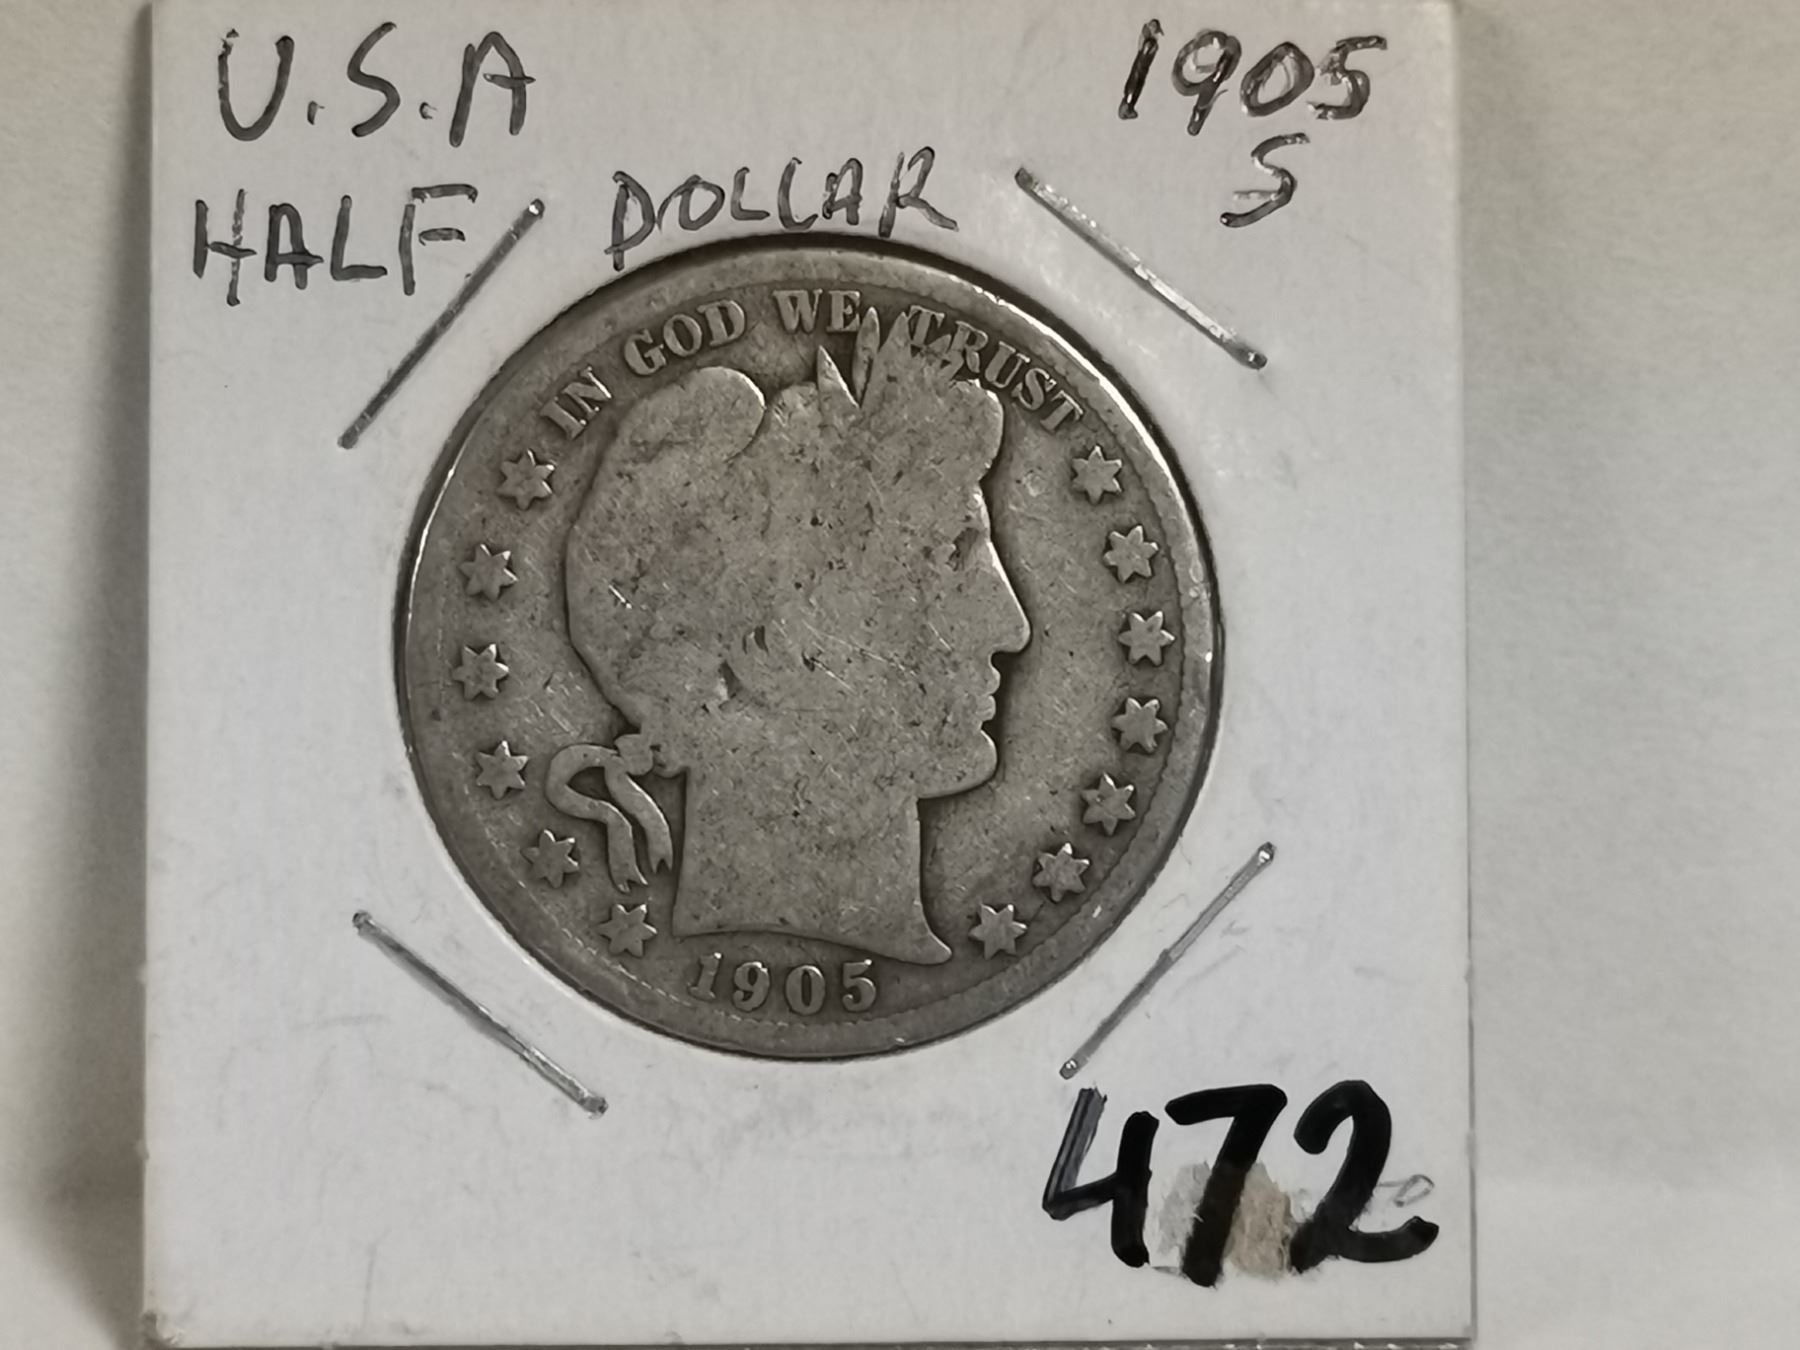 U.S.A
1905
S
HALF DOLLAR
IN GOD WE TRUST
1905
472